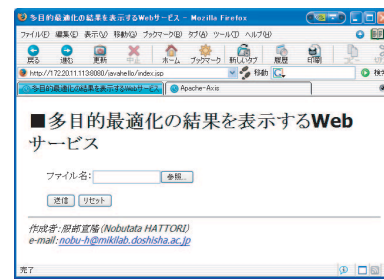 多目的最適化の結果を表示するWebサービス - Mozilla Firefox
ファイル(F) 編集(E) 表示(V) 移動(G) ブックマーク(B) タブ(A) ツール(T) ヘルプ(H)
戻る 進む 更新 中止 ホーム ブックマーク 新しいタブ 履歴 印刷
http://172.20.11.113:8080/javahello/index.jsp 移動
多目的最適化の結果を表示するWebサービス Apache-Axis
■多目的最適化の結果を表示するWeb
サービス
ファイル名: 参照...
送信 リセット
作成者:服部宣隆(Nobutata HATTORI)
e-mail:nobu-h@mikilab.doshisha.ac.jp
完了